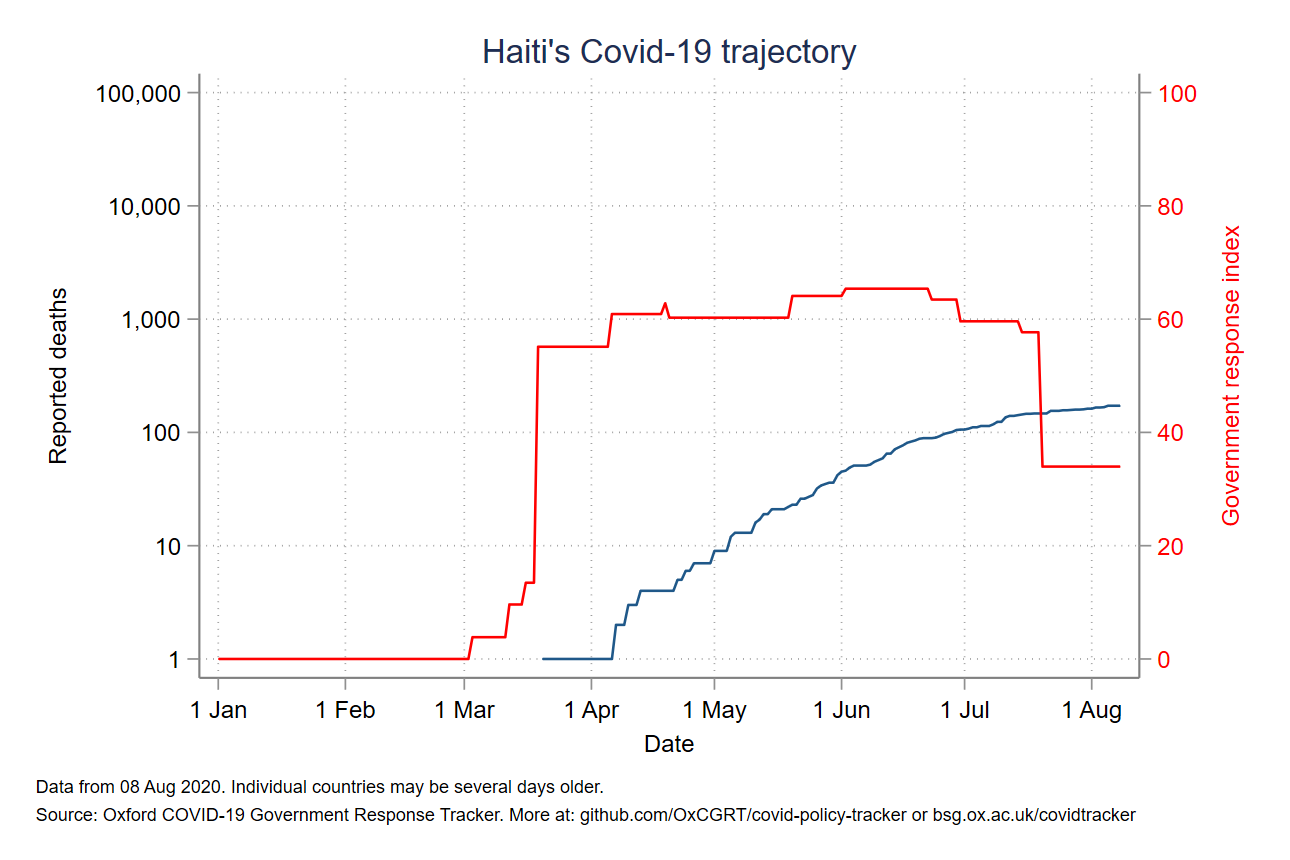 Haiti's Covid-19 trajectory
100,000
10,000
1,000
100
10
1
Reported deaths
100
80
60
40
20
0
Government response index
1 Jan 1 Feb 1 Mar 1 Apr 1 May 1 Jun 1 Jul 1 Aug
Date
Data from 08 Aug 2020. Individual countries may be several days older.
Source: Oxford COVID-19 Government Response Tracker. More at: github.com/OxCGRT/covid-policy-tracker or bsg.ox.ac.uk/covidtracker